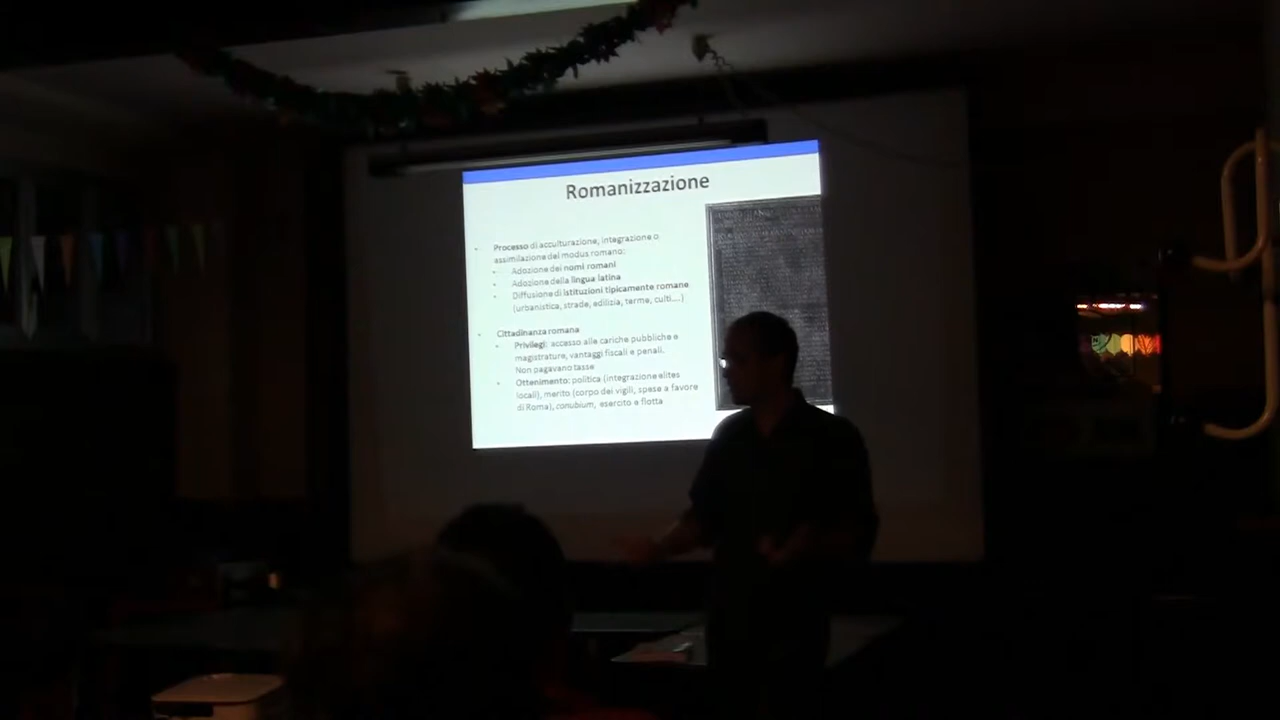 Romanizzazione
Processo di acculturazione, integrazione o
assimilazione del modus romano:
Adozione dei nomi romani
Adozione della lingua latina
Diffusione di istituzioni tipicamente romane
(urbanistica, strade, edilizia, terme, culti...)
Cittadinanza romana
Privilegi: accesso alle cariche pubbliche e
magistrature, vantaggi fiscali e penali.
Non pagavano tasse
Ottenimento: politica (integrazione elites
locali), merito (corpo dei vigili, spese a favore
di Roma), conubium, esercito e flotta